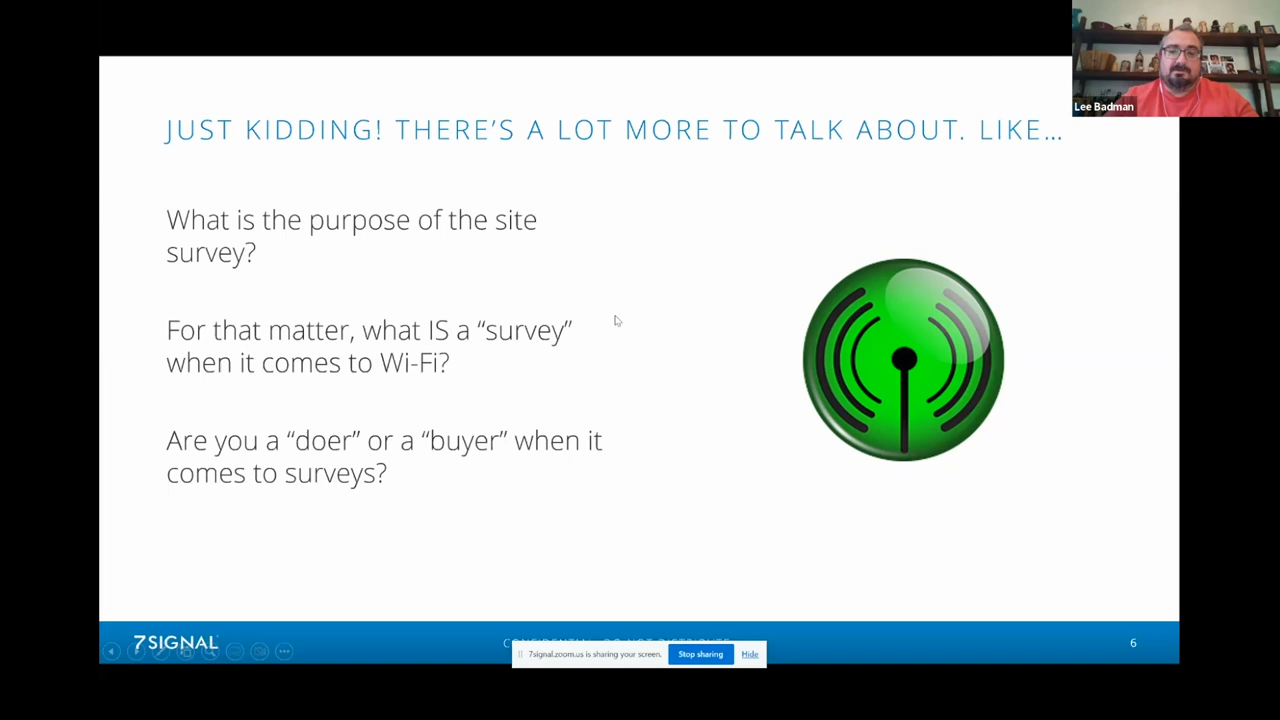 Lee Badman
JUST KIDDING! THERE’S A LOT MORE TO TALK ABOUT. LIKE…
What is the purpose of the site
survey?
For that matter, what IS a “survey”
when it comes to Wi-Fi?
Are you a “doer” or a “buyer” when it
comes to surveys?
7SIGNAL
6
7signal.zoom.us is sharing your screen.
Stop sharing
Hide